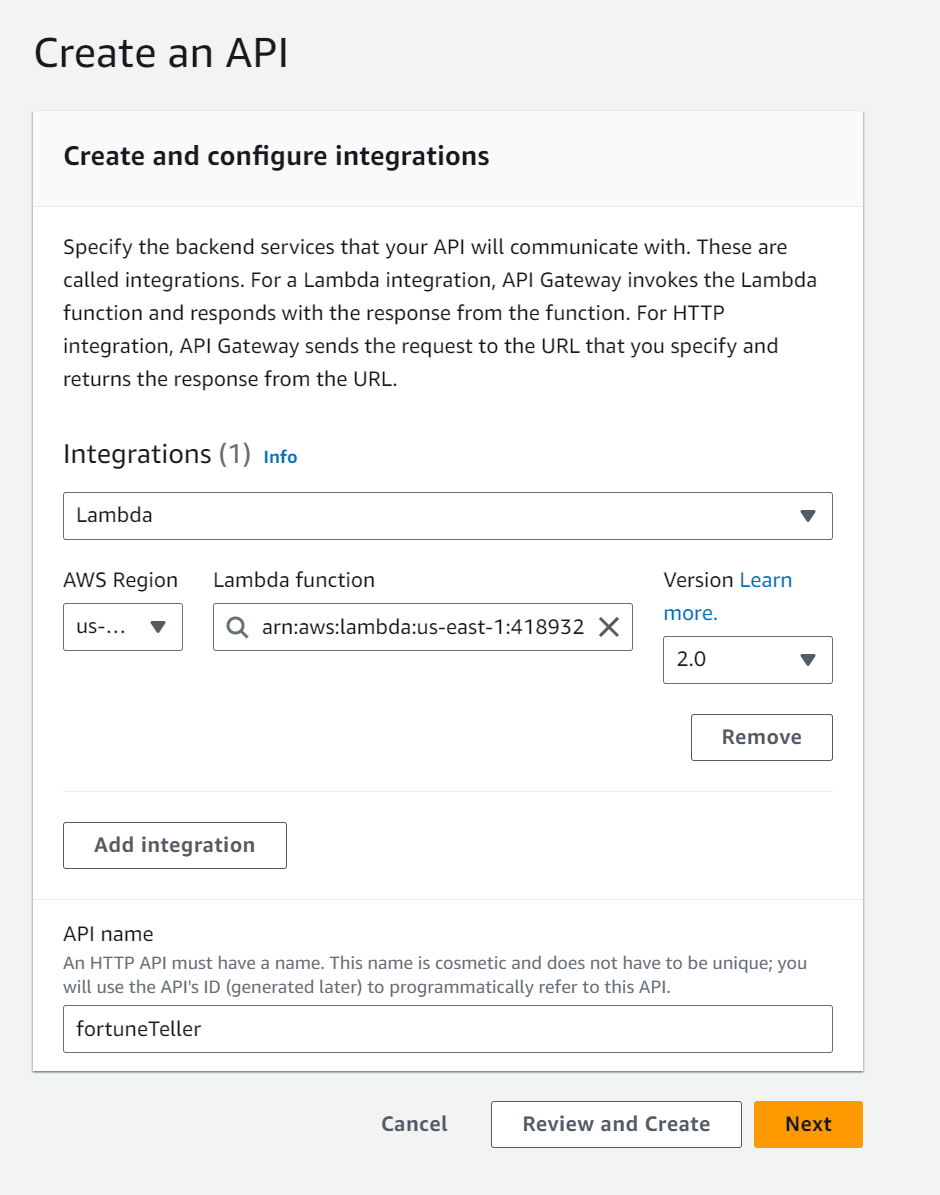 Create an API
Create and configure integrations
Specify the backend services that your API will communicate with. These are
called integrations. For a Lambda integration, API Gateway invokes the Lambda
function and responds with the response from the function. For HTTP
integration, API Gateway sends the request to the URL that you specify and
returns the response from the URL.
Integrations (1) Info
Lambda
AWS Region
Lambda function
Version Learn
more.
us-...
arn:aws:lambda:us-east-1:418932
2.0
Remove
Add integration
API name
An HTTP API must have a name. This name is cosmetic and does not have to be unique; you
will use the API's ID (generated later) to programmatically refer to this API.
fortuneTeller
Cancel
Review and Create
Next